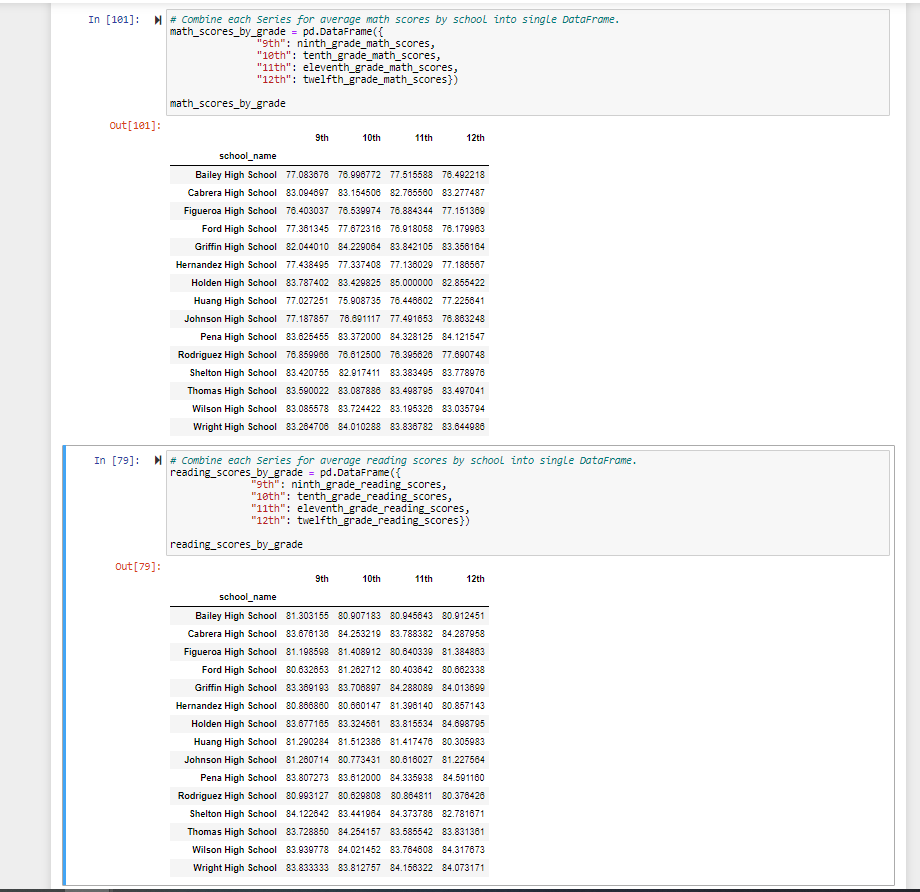 In [101]: # Combine each Series for average math scores by school into single DataFrame.
math_scores_by_grade = pd.DataFrame({
"9th": ninth_grade_math_scores,
"10th": tenth_grade_math_scores,
"11th": eleventh_grade_math_scores,
"12th": twelfth_grade_math_scores})
math_scores_by_grade
Out[101]:
9th 10th 11th 12th
school_name
Bailey High School 77.083676 76.996772 77.515588 76.492218
Cabrera High School 83.094697 83.154506 82.765560 83.277487
Figueroa High School 76.403037 76.539974 76.884344 77.151369
Ford High School 77.361345 77.672316 76.918058 76.179963
Griffin High School 82.044010 84.229064 83.842105 83.356164
Hernandez High School 77.438495 77.337408 77.136029 77.186567
Holden High School 83.787402 83.429825 85.000000 82.855422
Huang High School 77.027251 75.908735 76.446602 77.225641
Johnson High School 77.187857 76.691117 77.491653 76.863248
Pena High School 83.625455 83.372000 84.328125 84.121547
Rodriguez High School 76.859966 76.612500 76.395626 77.690748
Shelton High School 83.420755 82.917411 83.383495 83.778976
Thomas High School 83.590022 83.087886 83.498795 83.497041
Wilson High School 83.085578 83.724422 83.195326 83.035794
Wright High School 83.264706 84.010288 83.836782 83.644986
In [79]: # Combine each Series for average reading scores by school into single DataFrame.
reading_scores_by_grade = pd.DataFrame({
"9th": ninth_grade_reading_scores,
"10th": tenth_grade_reading_scores,
"11th": eleventh_grade_reading_scores,
"12th": twelfth_grade_reading_scores})
reading_scores_by_grade
Out[79]:
9th 10th 11th 12th
school_name
Bailey High School 81.303155 80.907183 80.945643 80.912451
Cabrera High School 83.676136 84.253219 83.788382 84.287958
Figueroa High School 81.198598 81.408912 80.640339 81.384863
Ford High School 80.632653 81.262712 80.403642 80.662338
Griffin High School 83.369193 83.706897 84.288089 84.013699
Hernandez High School 80.866860 80.660147 81.396140 80.857143
Holden High School 83.677165 83.324561 83.815534 84.698795
Huang High School 81.290284 81.512386 81.417476 80.305983
Johnson High School 81.260714 80.773431 80.616027 81.227564
Pena High School 83.807273 83.612000 84.335938 84.591160
Rodriguez High School 80.993127 80.629808 80.864811 80.376426
Shelton High School 84.122642 83.441964 84.373786 82.781671
Thomas High School 83.728850 84.254157 83.585542 83.831361
Wilson High School 83.939778 84.021452 83.764608 84.317673
Wright High School 83.833333 83.812757 84.156322 84.073171